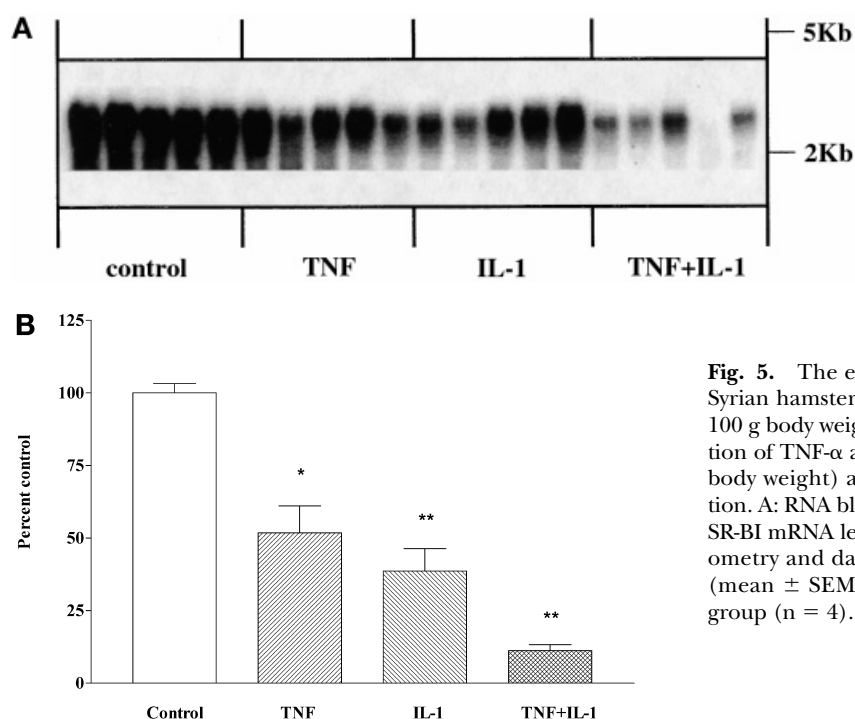 A
5Kb
2Kb
control TNF IL-1 TNF+IL-1
B
125
100
75
50
25
0
Percent control
*
**
**
Control TNF IL-1 TNF+IL-1
Fig. 5. The e
Syrian hamster
100 g body weig
tion of TNF-α a
body weight) a
tion. A: RNA bl
SR-BI mRNA le
ometry and da
(mean ± SEM
group (n = 4).